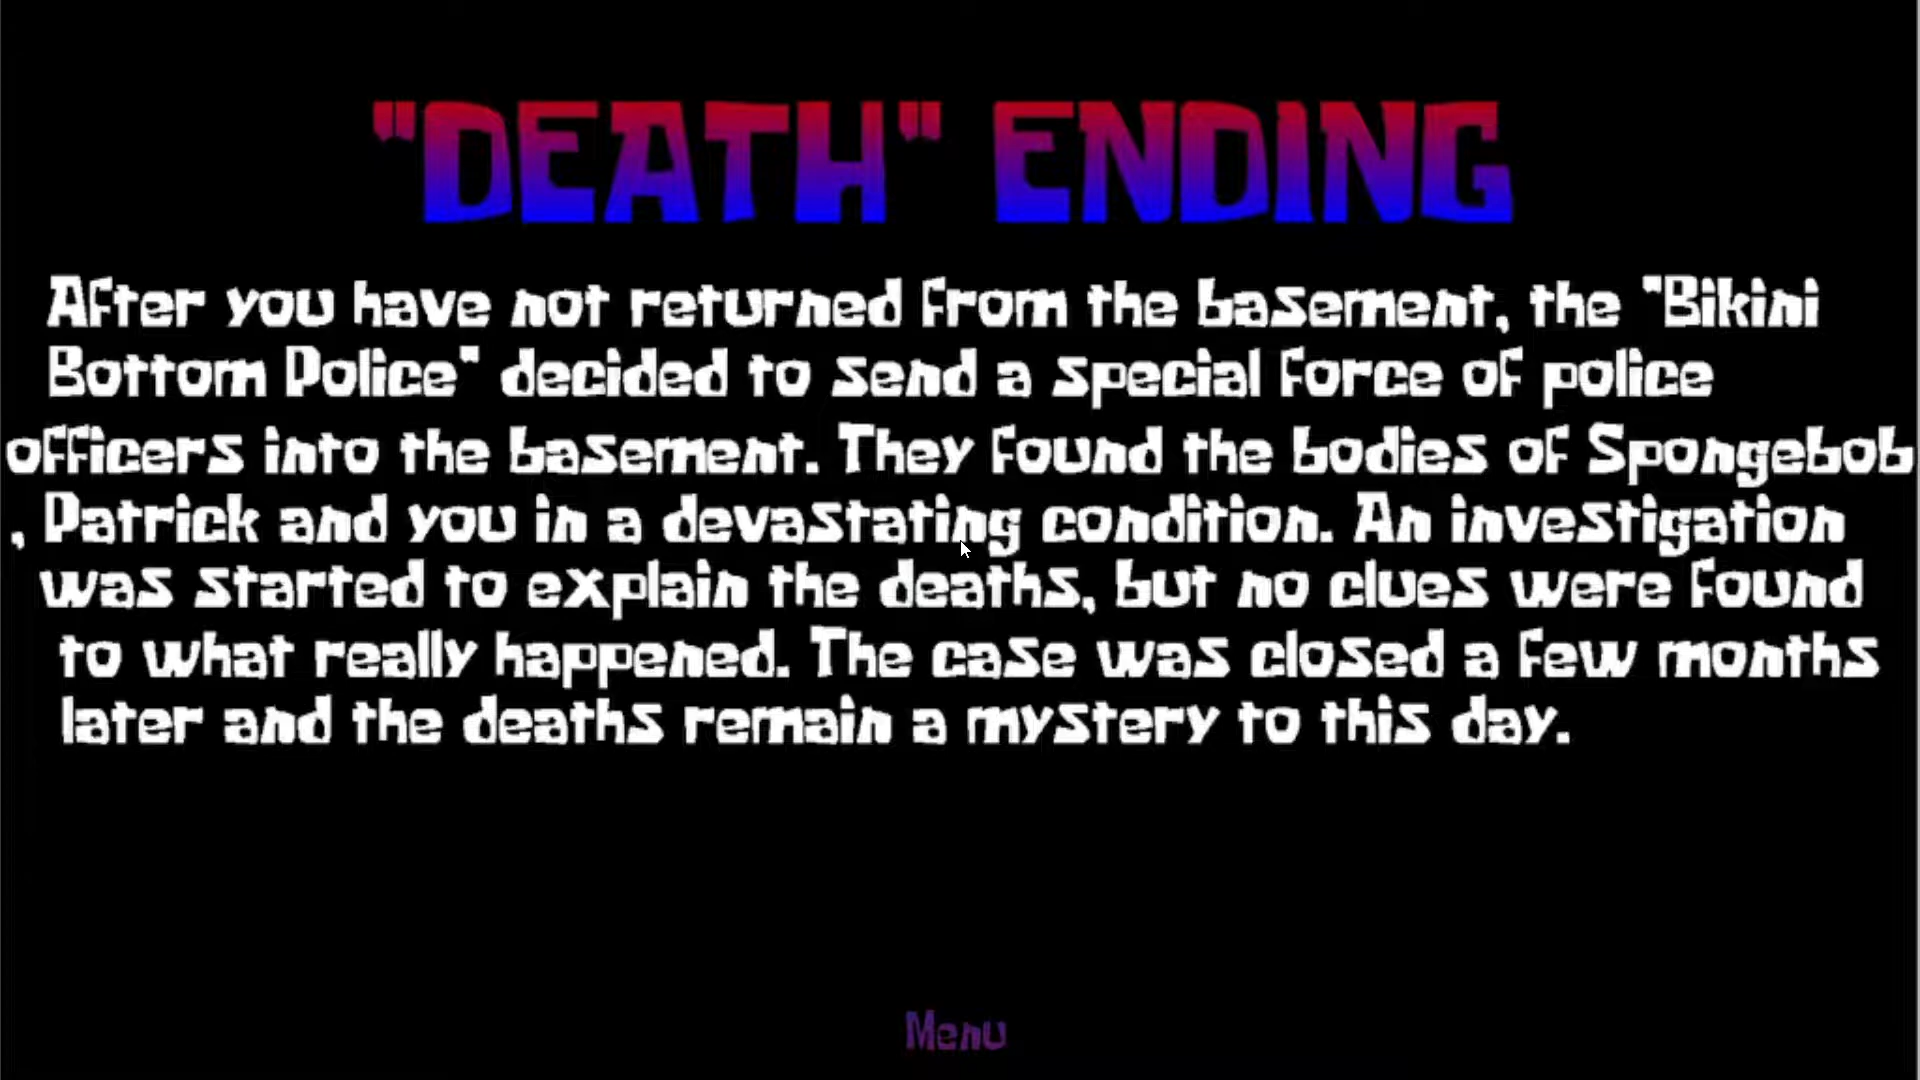 "DEATH" ENDING
After you have not returned from the basement, the "Bikini
Bottom Police" decided to send a special force of police
officers into the basement. They found the bodies of Spongebob
, Patrick and you in a devastating condition. An investigation
was started to explain the deaths, but no clues were found
to what really happened. The case was closed a few months
later and the deaths remain a mystery to this day.
Menu